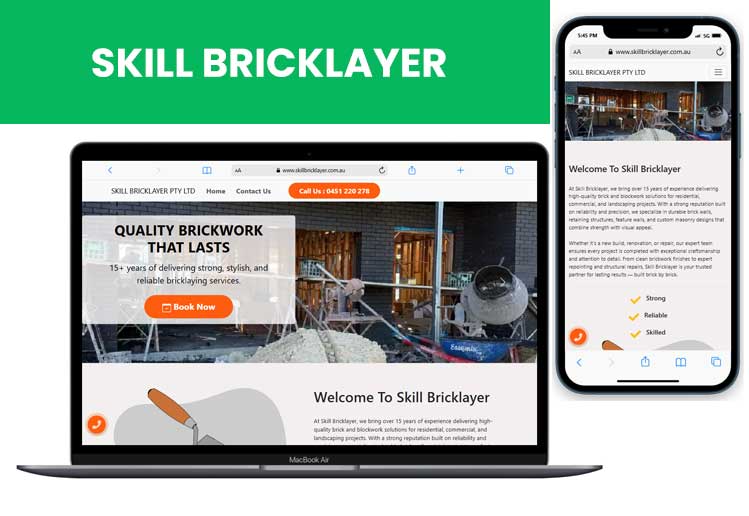 SKILL BRICKLAYER
AA www.skillbricklayer.com.au
SKILL BRICKLAYER PTY LTD Home Contact Us Call Us : 0451 220 278
QUALITY BRICKWORK
THAT LASTS
15+ years of delivering strong, stylish, and
reliable bricklaying services.
Book Now
Welcome To Skill Bricklayer
At Skill Bricklayer, we bring over 15 years of experience delivering high-
quality brick and blockwork solutions for residential, commercial, and
landscaping projects. With a strong reputation built on reliability and
MacBook Air
5:45 PM 5G
AA www.skillbricklayer.com.au
SKILL BRICKLAYER PTY LTD
Welcome To Skill Bricklayer
At Skill Bricklayer, we bring over 15 years of experience delivering
high-quality brick and blockwork solutions for residential,
commercial, and landscaping projects. With a strong reputation built
on reliability and precision, we specialize in durable brick walls,
retaining structures, feature walls, and custom masonry designs that
combine strength with visual appeal.
Whether it's a new build, renovation, or repair, our expert team
ensures every project is completed with exceptional craftsmanship
and attention to detail. From clean brickwork finishes to expert
repointing and structural repairs, Skill Bricklayer is your trusted
partner for lasting results — built brick by brick.
Strong
Reliable
Skilled